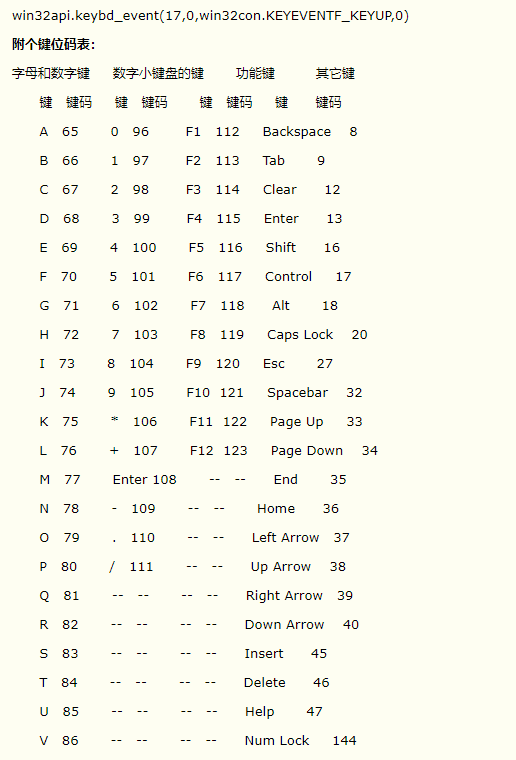 win32api.keybd_event(17,0,win32con.KEYEVENTF_KEYUP,0)
附个键位码表:
字母和数字键 数字小键盘的键 功能键 其它键
键 键码 键 键码 键 键码 键 键码
A 65 0 96 F1 112 Backspace 8
B 66 1 97 F2 113 Tab 9
C 67 2 98 F3 114 Clear 12
D 68 3 99 F4 115 Enter 13
E 69 4 100 F5 116 Shift 16
F 70 5 101 F6 117 Control 17
G 71 6 102 F7 118 Alt 18
H 72 7 103 F8 119 Caps Lock 20
I 73 8 104 F9 120 Esc 27
J 74 9 105 F10 121 Spacebar 32
K 75 * 106 F11 122 Page Up 33
L 76 + 107 F12 123 Page Down 34
M 77 Enter 108 -- -- End 35
N 78 - 109 -- -- Home 36
O 79 . 110 -- -- Left Arrow 37
P 80 / 111 -- -- Up Arrow 38
Q 81 -- -- -- -- Right Arrow 39
R 82 -- -- -- -- Down Arrow 40
S 83 -- -- -- -- Insert 45
T 84 -- -- -- -- Delete 46
U 85 -- -- -- -- Help 47
V 86 -- -- -- -- Num Lock 144